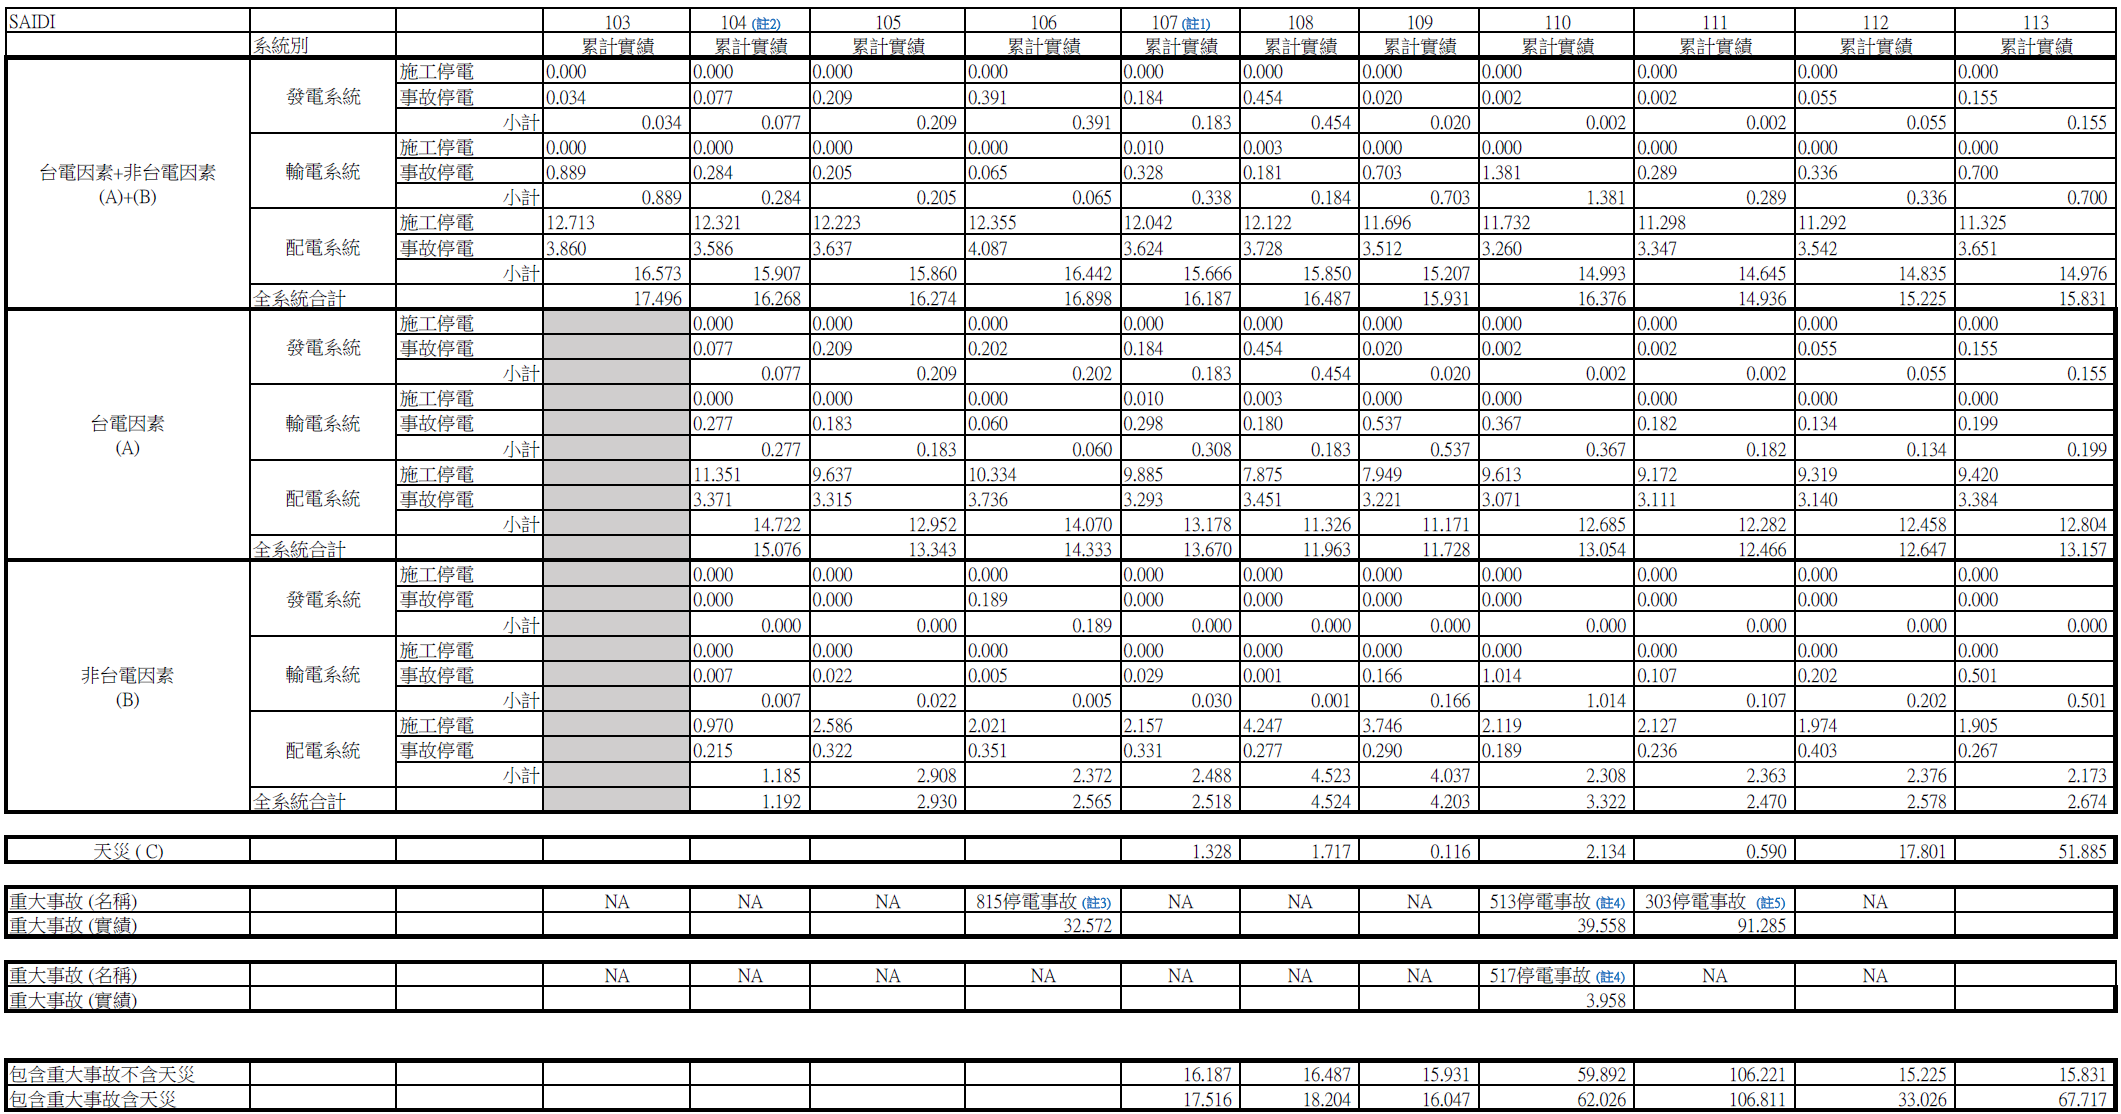 SAIDI 103 104 (註2) 105 106 107 (註1) 108 109 110 111 112 113
系統別 累計實績 累計實績 累計實績 累計實績 累計實績 累計實績 累計實績 累計實績 累計實績 累計實績 累計實績
台電因素+非台電因素
(A)+(B)
發電系統
施工停電 0.000 0.000 0.000 0.000 0.000 0.000 0.000 0.000 0.000 0.000 0.000
事故停電 0.034 0.077 0.209 0.391 0.184 0.454 0.020 0.002 0.002 0.055 0.155
小計 0.034 0.077 0.209 0.391 0.183 0.454 0.020 0.002 0.002 0.055 0.155
輸電系統
施工停電 0.000 0.000 0.000 0.000 0.010 0.003 0.000 0.000 0.000 0.000 0.000
事故停電 0.889 0.284 0.205 0.065 0.328 0.181 0.703 1.381 0.289 0.336 0.700
小計 0.889 0.284 0.205 0.065 0.338 0.184 0.703 1.381 0.289 0.336 0.700
配電系統
施工停電 12.713 12.321 12.223 12.355 12.042 12.122 11.696 11.732 11.298 11.292 11.325
事故停電 3.860 3.586 3.637 4.087 3.624 3.728 3.512 3.260 3.347 3.542 3.651
小計 16.573 15.907 15.860 16.442 15.666 15.850 15.207 14.993 14.645 14.835 14.976
全系統合計 17.496 16.268 16.274 16.898 16.187 16.487 15.931 16.376 14.936 15.225 15.831
台電因素
(A)
發電系統
施工停電 0.000 0.000 0.000 0.000 0.000 0.000 0.000 0.000 0.000 0.000
事故停電 0.077 0.209 0.202 0.184 0.454 0.020 0.002 0.002 0.055 0.155
小計 0.077 0.209 0.202 0.183 0.454 0.020 0.002 0.002 0.055 0.155
輸電系統
施工停電 0.000 0.000 0.000 0.010 0.003 0.000 0.000 0.000 0.000 0.000
事故停電 0.277 0.183 0.060 0.298 0.180 0.537 0.367 0.182 0.134 0.199
小計 0.277 0.183 0.060 0.308 0.183 0.537 0.367 0.182 0.134 0.199
配電系統
施工停電 11.351 9.637 10.334 9.885 7.875 7.949 9.613 9.172 9.319 9.420
事故停電 3.371 3.315 3.736 3.293 3.451 3.221 3.071 3.111 3.140 3.384
小計 14.722 12.952 14.070 13.178 11.326 11.171 12.685 12.282 12.458 12.804
全系統合計 15.076 13.343 14.333 13.670 11.963 11.728 13.054 12.466 12.647 13.157
非台電因素
(B)
發電系統
施工停電 0.000 0.000 0.000 0.000 0.000 0.000 0.000 0.000 0.000 0.000
事故停電 0.000 0.000 0.189 0.000 0.000 0.000 0.000 0.000 0.000 0.000
小計 0.000 0.000 0.189 0.000 0.000 0.000 0.000 0.000 0.000 0.000
輸電系統
施工停電 0.000 0.000 0.000 0.000 0.000 0.000 0.000 0.000 0.000 0.000
事故停電 0.007 0.022 0.005 0.029 0.001 0.166 1.014 0.107 0.202 0.501
小計 0.007 0.022 0.005 0.030 0.001 0.166 1.014 0.107 0.202 0.501
配電系統
施工停電 0.970 2.586 2.021 2.157 4.247 3.746 2.119 2.127 1.974 1.905
事故停電 0.215 0.322 0.351 0.331 0.277 0.290 0.189 0.236 0.403 0.267
小計 1.185 2.908 2.372 2.488 4.523 4.037 2.308 2.363 2.376 2.173
全系統合計 1.192 2.930 2.565 2.518 4.524 4.203 3.322 2.470 2.578 2.674
天災 ( C) 1.328 1.717 0.116 2.134 0.590 17.801 51.885
重大事故 (名稱) NA NA NA 815停電事故 (註3) NA NA NA 513停電事故 (註4) 303停電事故 (註5) NA
重大事故 (實績) 32.572 39.558 91.285
重大事故 (名稱) NA NA NA NA NA NA NA 517停電事故 (註4) NA NA
重大事故 (實績) 3.958
包含重大事故不含天災 16.187 16.487 15.931 59.892 106.221 15.225 15.831
包含重大事故含天災 17.516 18.204 16.047 62.026 106.811 33.026 67.717